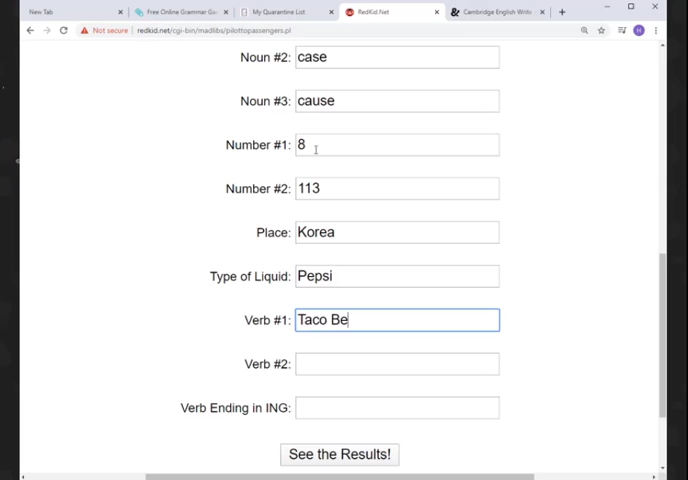 New Tab
Free Online Grammar Gu
My Quarantine List
RedKid.Net
Cambridge English Write
Not secure
redkid.net/cgi-bin/madlibs/pilottopassengers.pl
H
Noun #2: case
Noun #3: cause
Number #1: 8
Number #2: 113
Place: Korea
Type of Liquid: Pepsi
Verb #1: Taco Be
Verb #2:
Verb Ending in ING:
See the Results!